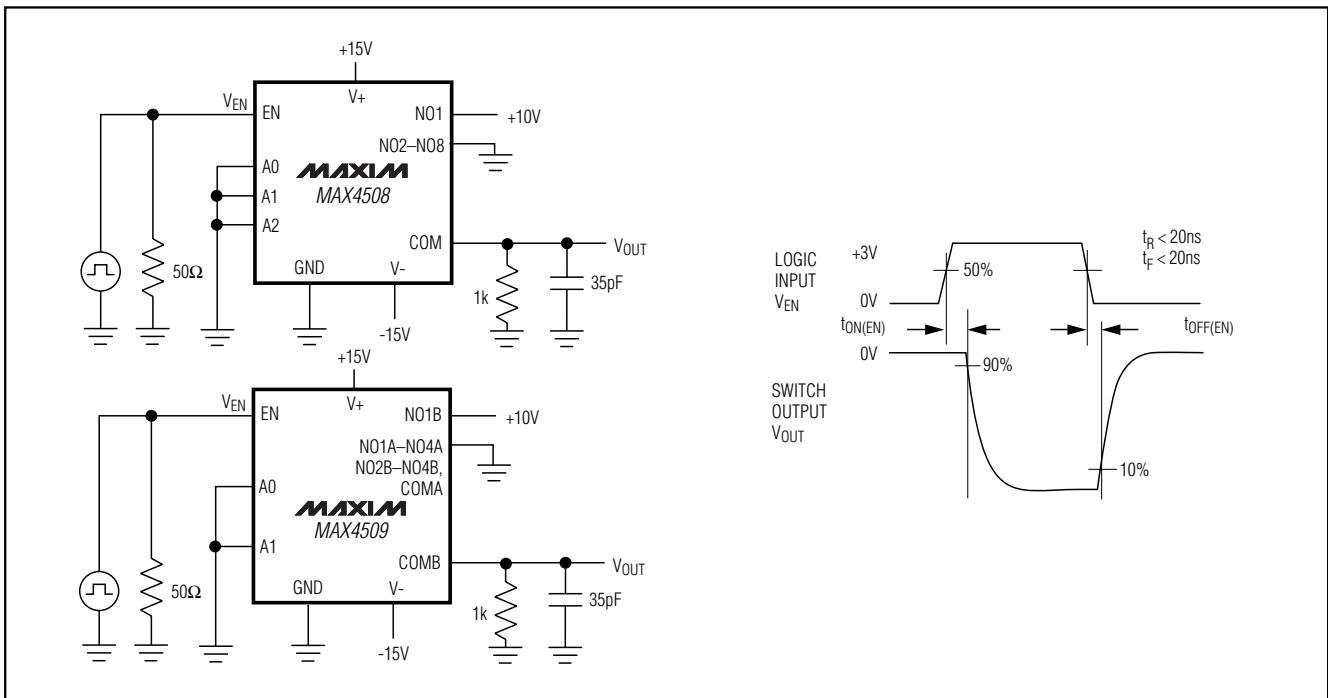 +15V
V+
VEN
EN
NO1
+10V
NO2–NO8
A0
MAXIM
A1
MAX4508
A2
COM
VOUT
50Ω
GND
V-
1k
35pF
-15V
+15V
V+
VEN
EN
NO1B
+10V
NO1A–NO4A
NO2B–NO4B,
COMA
A0
MAXIM
MAX4509
A1
COMB
VOUT
50Ω
GND
V-
1k
35pF
-15V
LOGIC
INPUT
VEN
+3V
50%
tR < 20ns
tF < 20ns
0V
tON(EN)
tOFF(EN)
0V
90%
SWITCH
OUTPUT
VOUT
10%